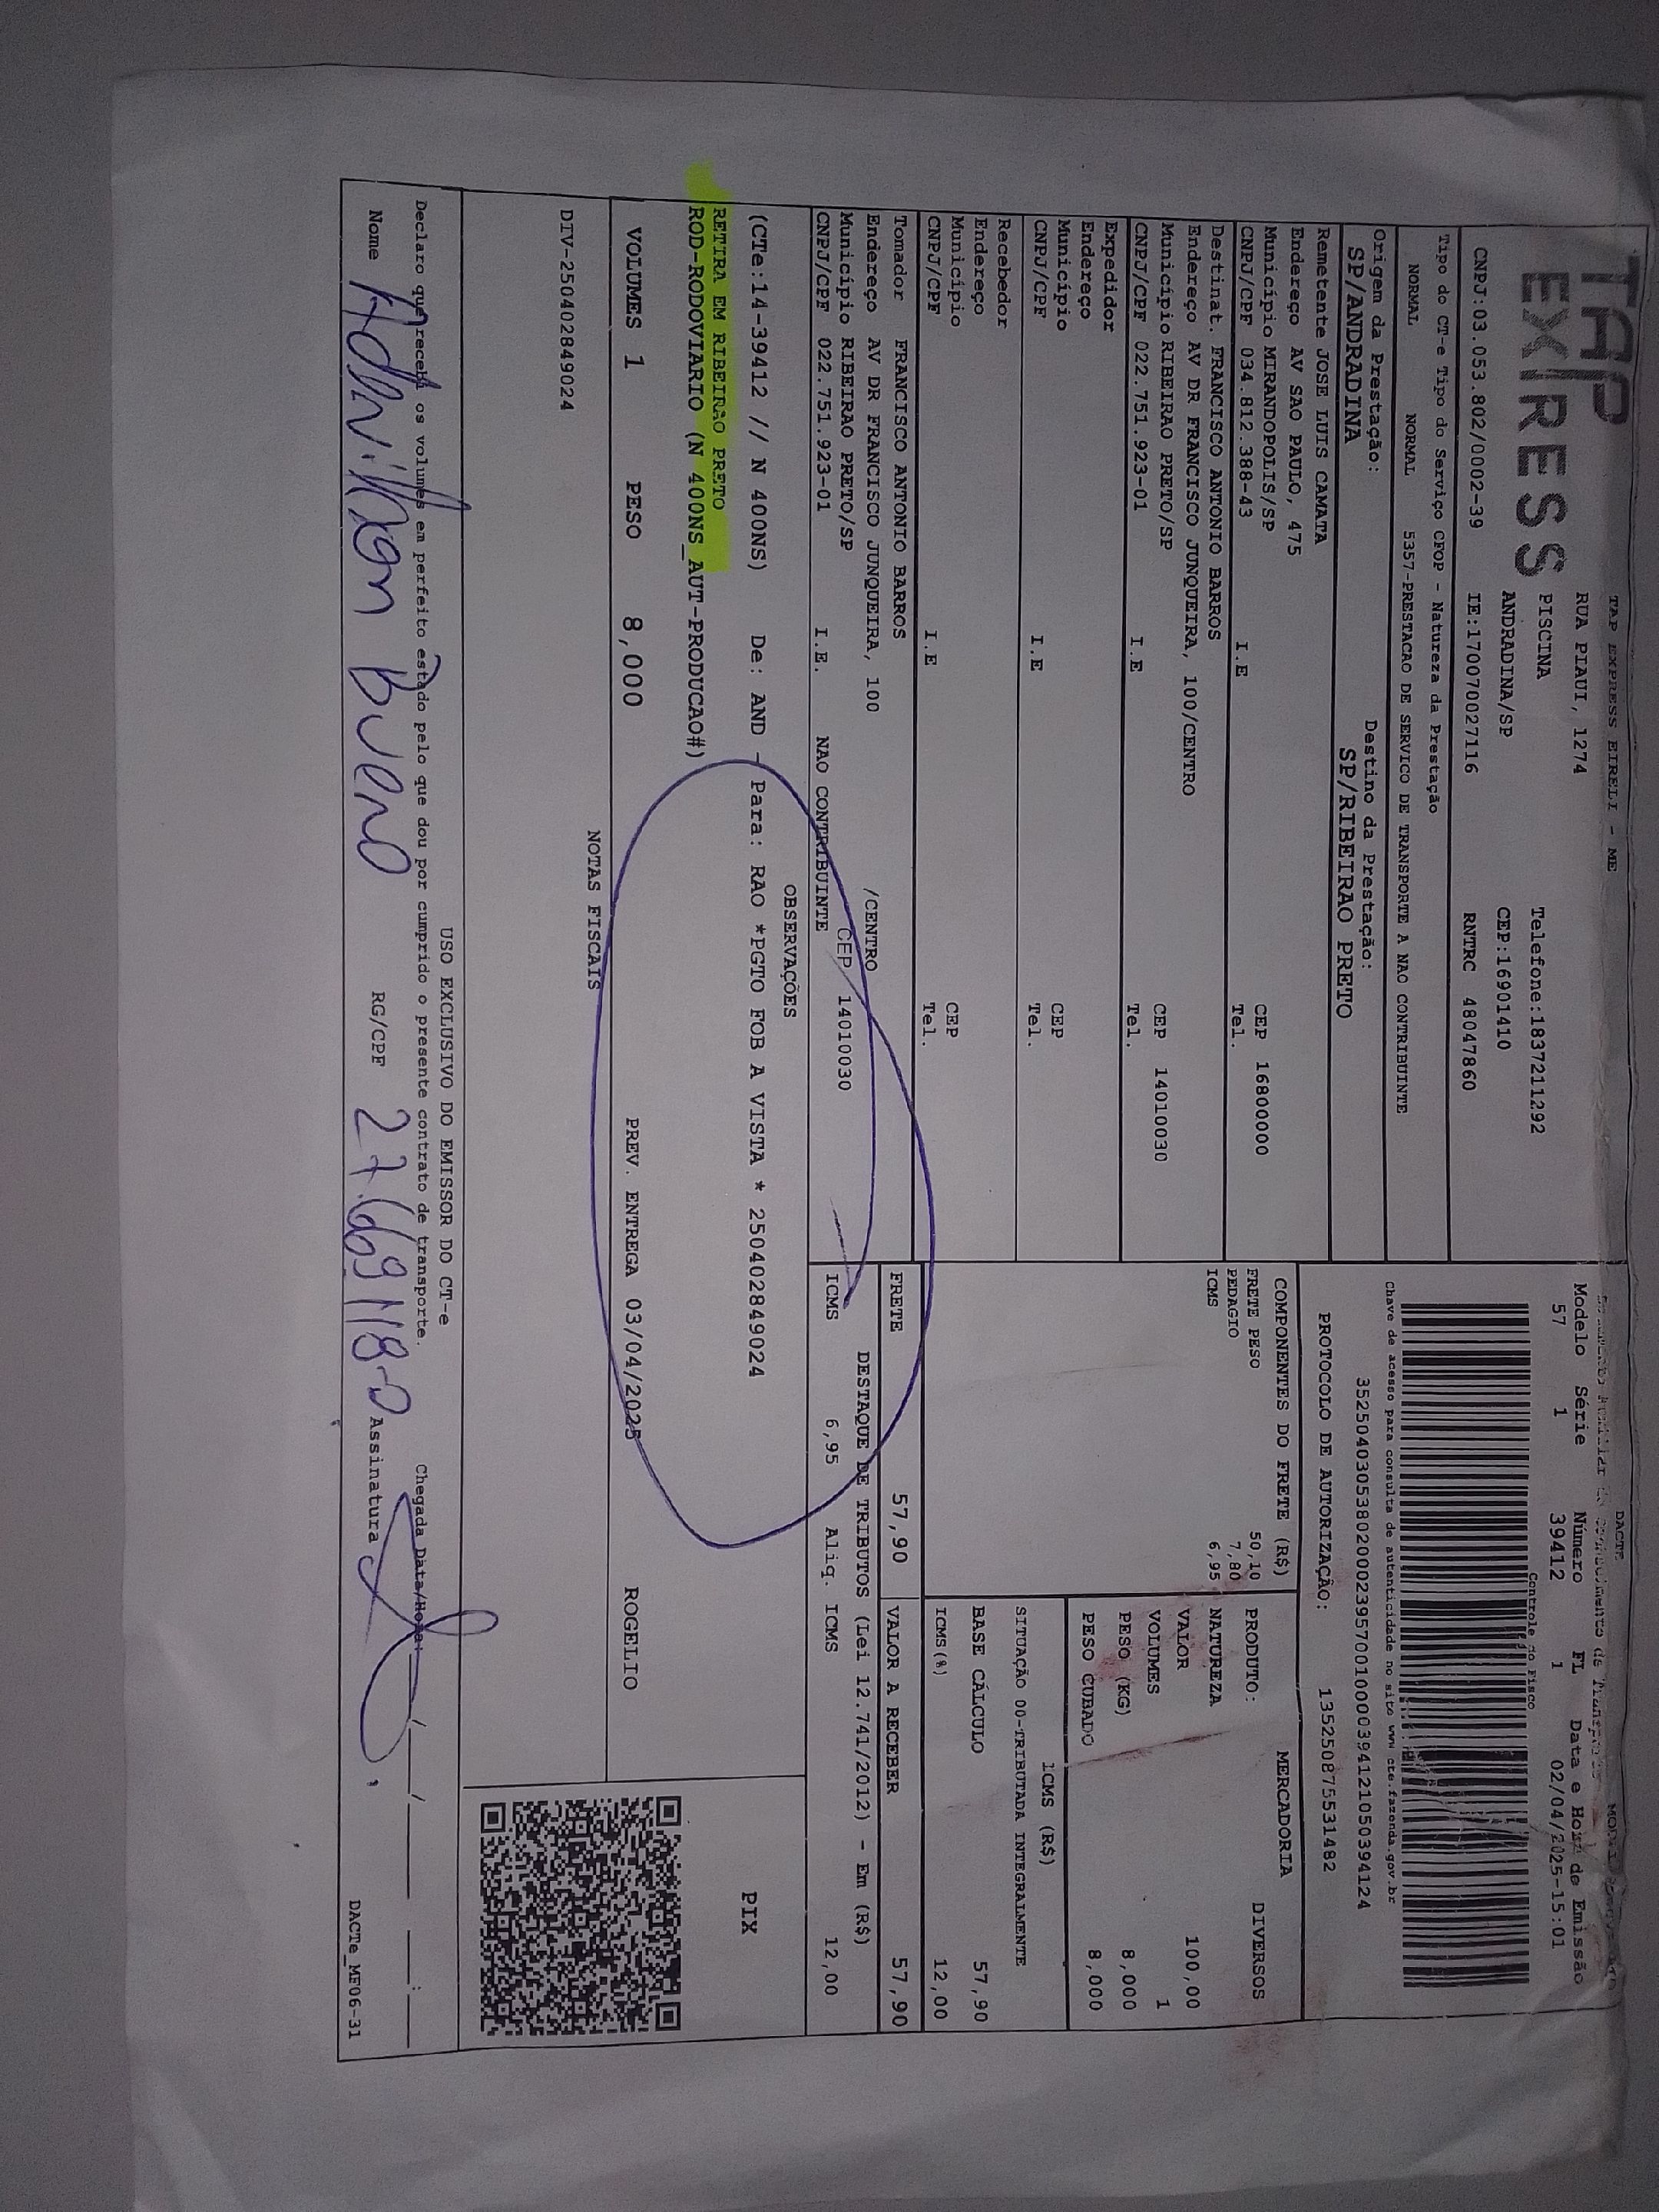 TAP EXPRESS
TAP EXPRESS EIRELI - ME
RUA PIAUI, 1274
PISCINA
Telefone:1837211292
ANDRADINA/SP
CEP:16901410
CNPJ:03.053.802/0002-39
IE:170070027116
RNTRC 48047860
DACTE
Modelo Série Número FL Data e Hora de Emissão
57 1 39412 1 02/04/2025-15:01
Controle do Fisco
Tipo do CT-e Tipo do Serviço CFOP - Natureza da Prestação
NORMAL NORMAL 5357-PRESTACAO DE SERVICO DE TRANSPORTE A NAO CONTRIBUINTE
Chave de acesso para consulta de autenticidade no site www cte.fazenda.gov.br
Origem da Prestação: Destino da Prestação:
SP/ANDRADINA SP/RIBEIRAO PRETO
PROTOCOLO DE AUTORIZAÇÃO: 135250875531482
Remetente JOSE LUIS CAMATA
Endereço AV SAO PAULO, 475
Município MIRANDOPOLIS/SP CEP 16800000
CNPJ/CPF 034.812.388-43 I.E Tel.
Destinat. FRANCISCO ANTONIO BARROS
Endereço AV DR FRANCISCO JUNQUEIRA, 100/CENTRO
Município RIBEIRAO PRETO/SP CEP 14010030
CNPJ/CPF 022.751.923-01 I.E Tel.
Expedidor
Endereço
Município CEP
CNPJ/CPF I.E Tel.
Recebedor
Endereço
Município CEP
CNPJ/CPF I.E Tel.
COMPONENTES DO FRETE (R$)
FRETE PESO 50,10
PEDAGIO 7,80
ICMS 6,95
MERCADORIA
PRODUTO: DIVERSOS
NATUREZA
VALOR 100,00
VOLUMES 1
PESO (KG) 8,000
PESO CUBADO 8,000
ICMS (R$)
SITUAÇÃO 00-TRIBUTADA INTEGRALMENTE
BASE CÁLCULO 57,90
ICMS(%) 12,00
Tomador FRANCISCO ANTONIO BARROS
Endereço AV DR FRANCISCO JUNQUEIRA, 100 /CENTRO
Município RIBEIRAO PRETO/SP CEP 14010030
CNPJ/CPF 022.751.923-01 I.E. NAO CONTRIBUINTE
FRETE 57,90 VALOR A RECEBER 57,90
DESTAQUE DE TRIBUTOS (Lei 12.741/2012) - Em (R$)
ICMS 6,95 Aliq. ICMS 12,00
OBSERVAÇÕES
(CTe:14-39412 // N 400NS) De: AND - Para: RAO *PGTO FOB A VISTA * 250402849024
RETIRA EM RIBEIRAO PRETO
ROD-RODOVIARIO (N 400NS_AUT-PRODUCAO#)
PIX
VOLUMES 1 PESO 8,000 PREV. ENTREGA 03/04/2025 ROGELIO
NOTAS FISCAIS
DIV-250402849024
USO EXCLUSIVO DO EMISSOR DO CT-e
Declaro que recebi os volumes em perfeito estado pelo que dou por cumprido o presente contrato de transporte. Chegada Data/Hora: __/__/__ __:__
Nome Bueno RG/CPF 27.669.118-0 Assinatura
DACTe_MF06-31